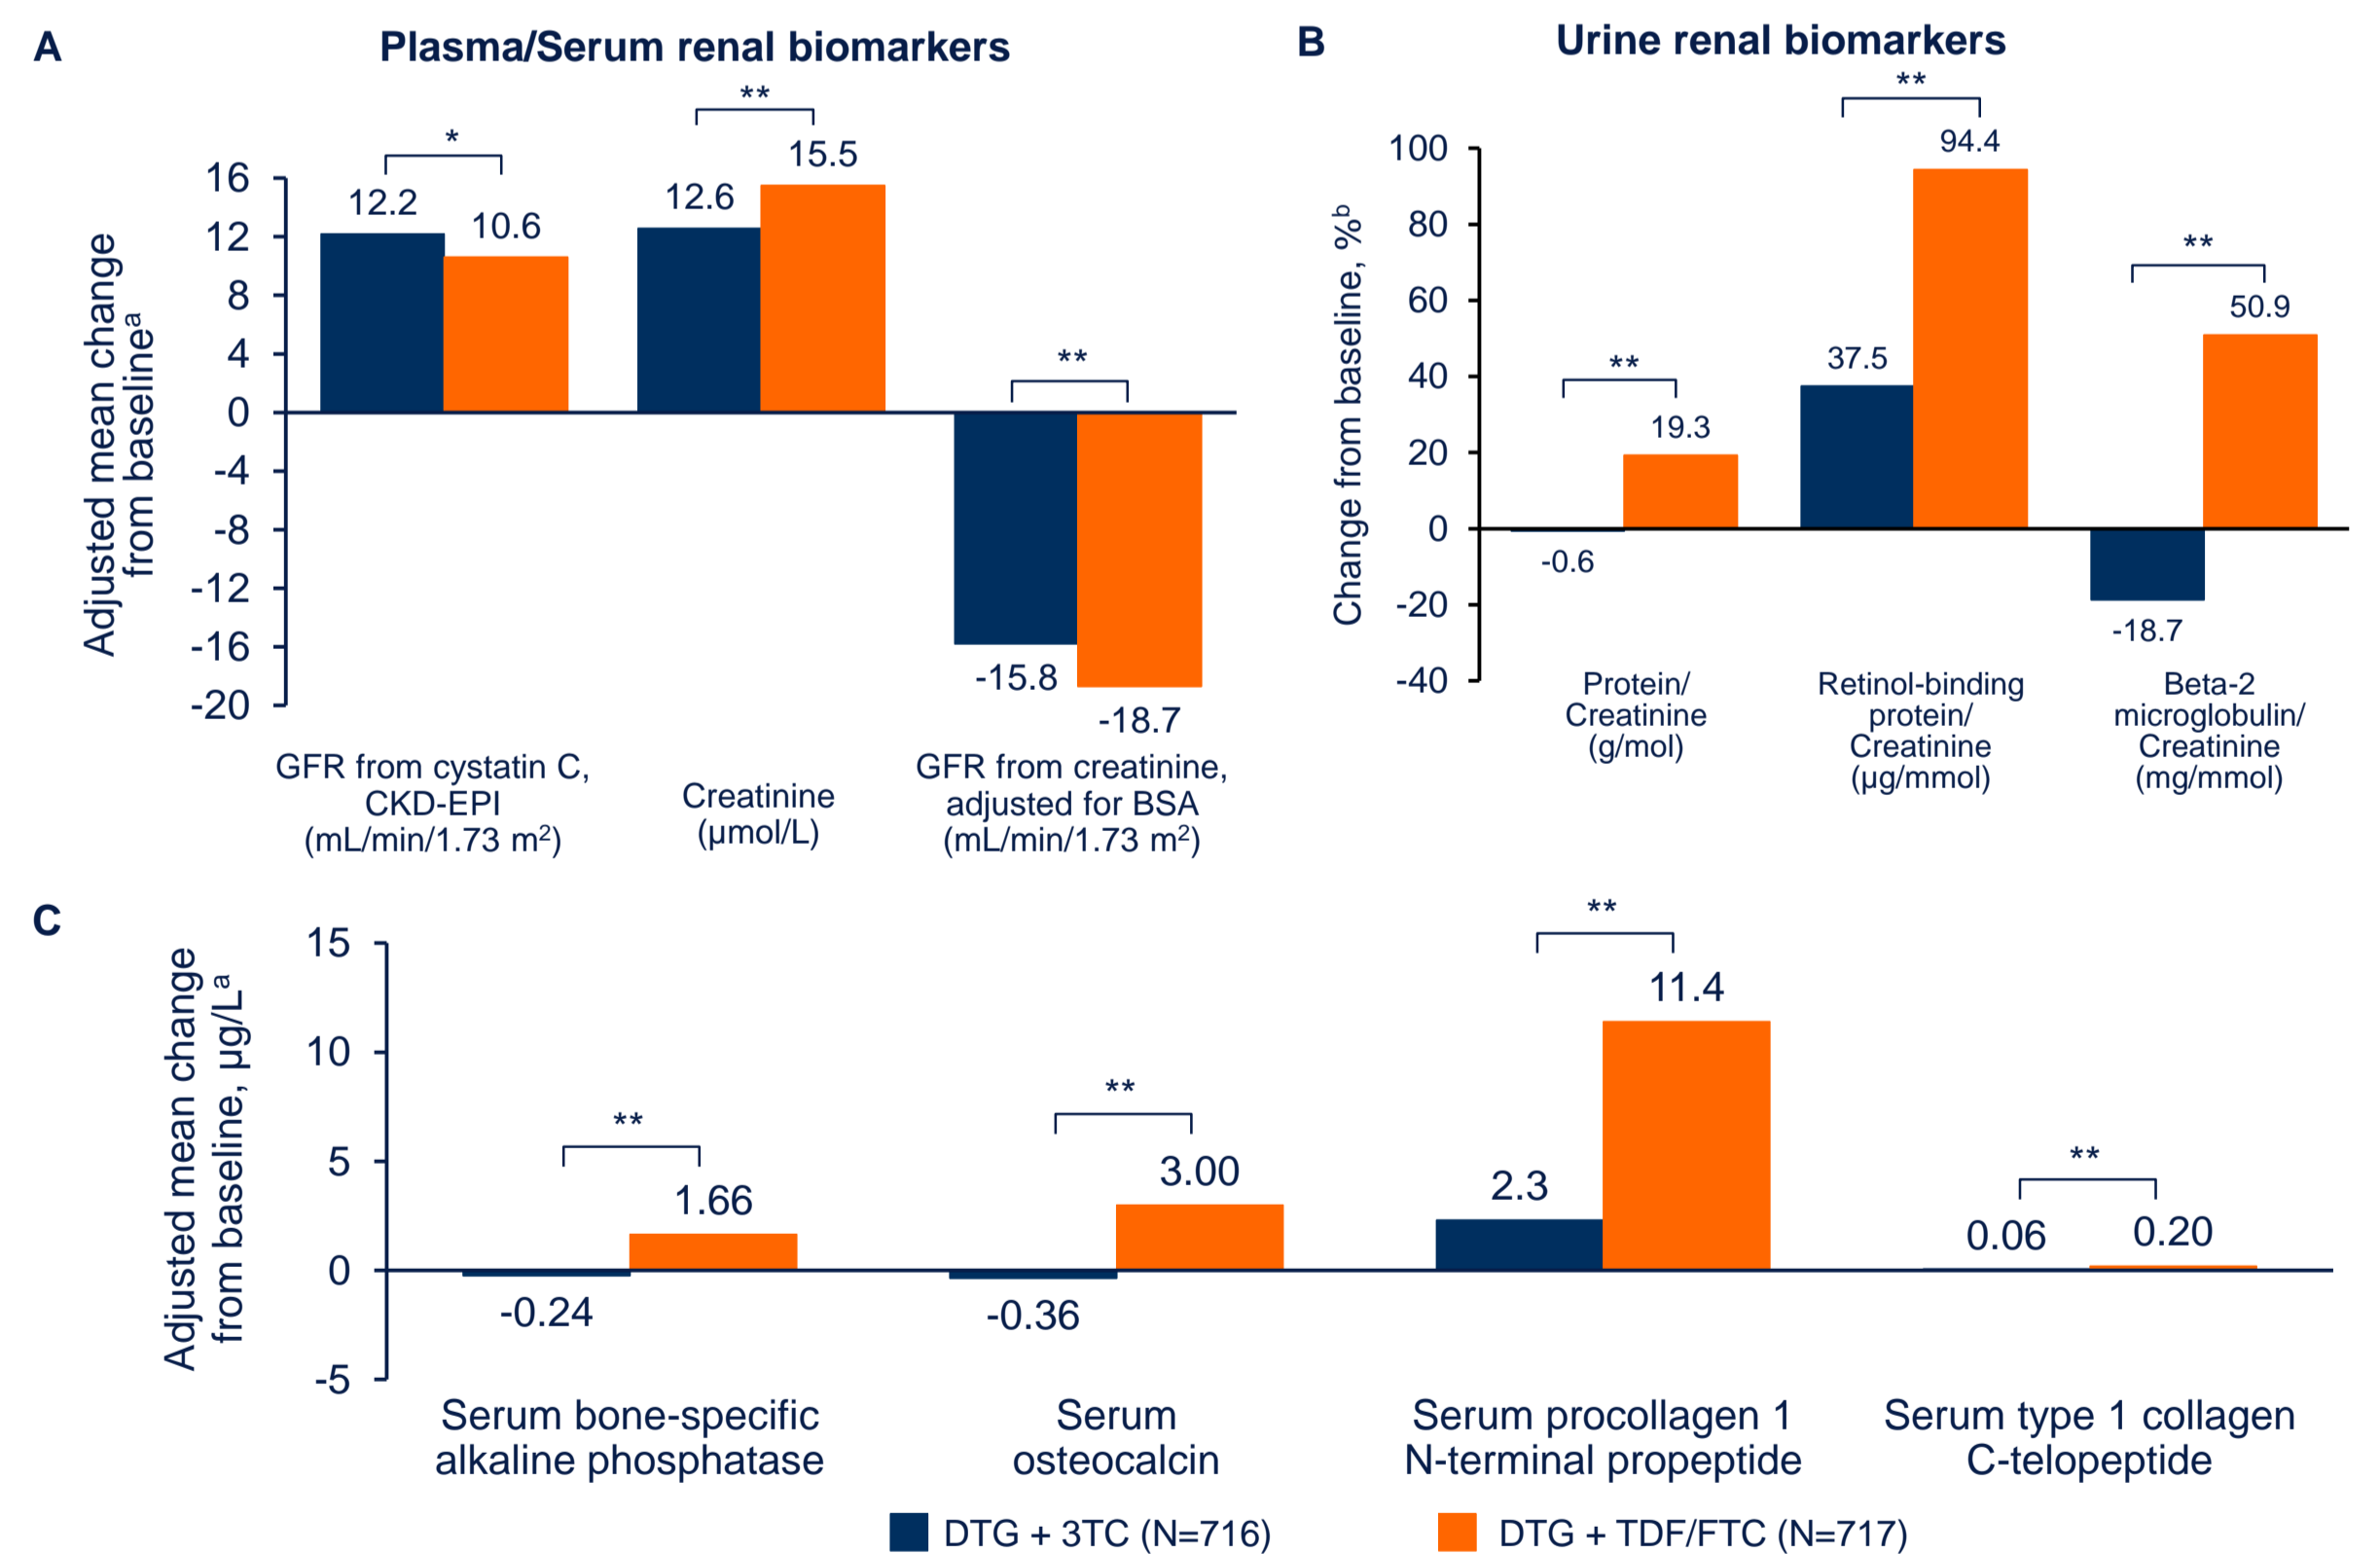 A
Plasma/Serum renal biomarkers
Adjusted mean change
from baselineᵃ
16
12
8
4
0
-4
-8
-12
-16
-20
*
12.2
10.6
**
12.6
15.5
**
-15.8
-18.7
GFR from cystatin C,
CKD-EPI
(mL/min/1.73 m²)
Creatinine
(µmol/L)
GFR from creatinine,
adjusted for BSA
(mL/min/1.73 m²)
B
Urine renal biomarkers
Change from baseline, %ᵇ
100
80
60
40
20
0
-20
-40
**
-0.6
19.3
**
37.5
94.4
**
-18.7
50.9
Protein/
Creatinine
(g/mol)
Retinol-binding
protein/
Creatinine
(µg/mmol)
Beta-2
microglobulin/
Creatinine
(mg/mmol)
C
Adjusted mean change
from baseline, µg/Lᵃ
15
10
5
0
-5
**
-0.24
1.66
**
-0.36
3.00
**
2.3
11.4
**
0.06
0.20
Serum bone-specific
alkaline phosphatase
Serum
osteocalcin
Serum procollagen 1
N-terminal propeptide
Serum type 1 collagen
C-telopeptide
DTG + 3TC (N=716)
DTG + TDF/FTC (N=717)